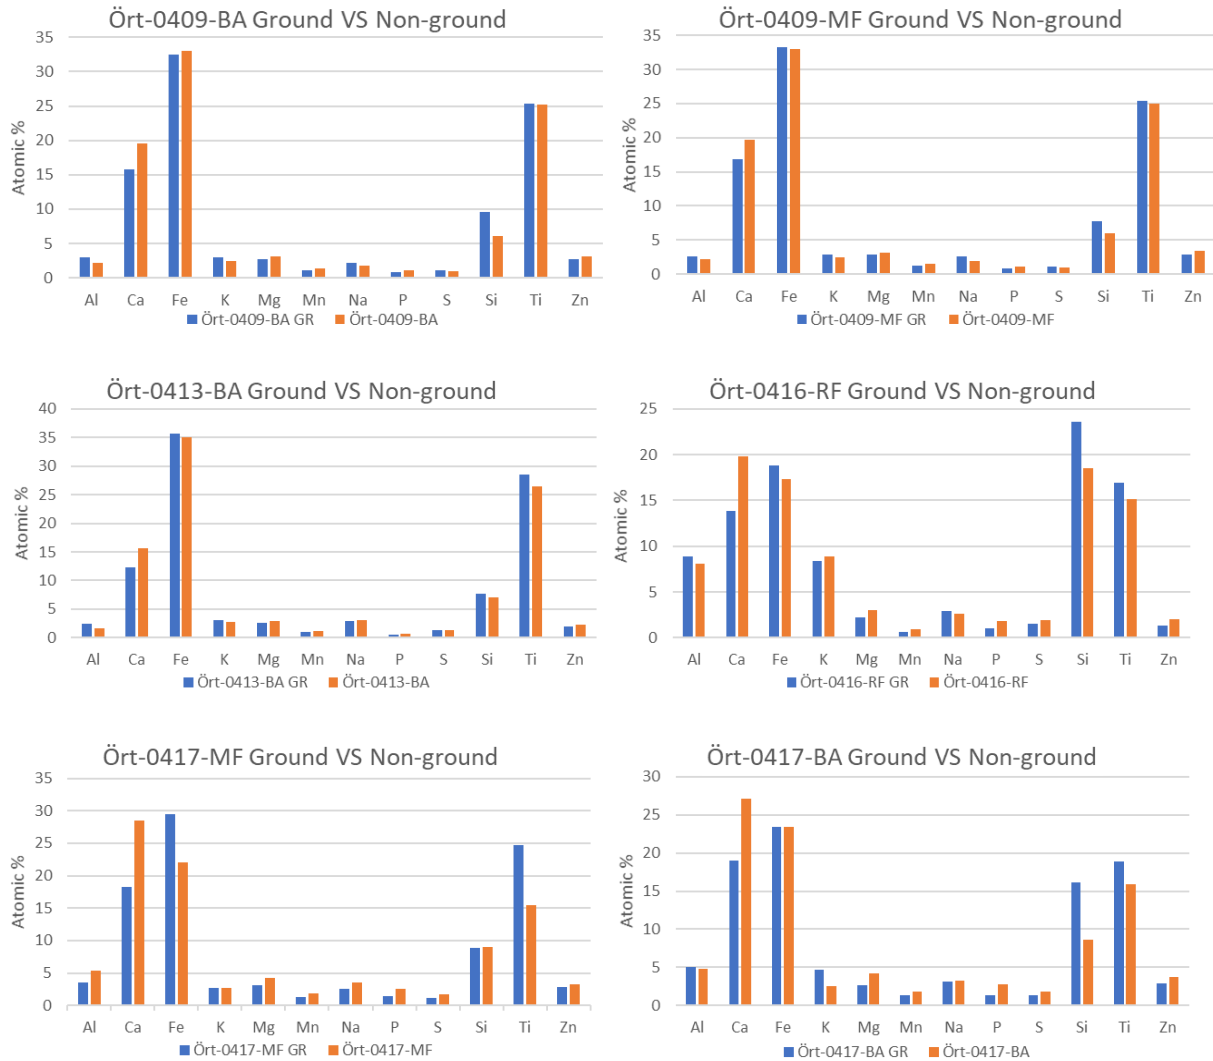 Ört-0409-BA Ground VS Non-ground
35
30
25
20
15
10
5
0
Atomic %
Al Ca Fe K Mg Mn Na P S Si Ti Zn
Ört-0409-BA GR Ört-0409-BA
Ört-0409-MF Ground VS Non-ground
35
30
25
20
15
10
5
0
Atomic %
Al Ca Fe K Mg Mn Na P S Si Ti Zn
Ört-0409-MF GR Ört-0409-MF
Ört-0413-BA Ground VS Non-ground
40
35
30
25
20
15
10
5
0
Atomic %
Al Ca Fe K Mg Mn Na P S Si Ti Zn
Ört-0413-BA GR Ört-0413-BA
Ört-0416-RF Ground VS Non-ground
25
20
15
10
5
0
Atomic %
Al Ca Fe K Mg Mn Na P S Si Ti Zn
Ört-0416-RF GR Ört-0416-RF
Ört-0417-MF Ground VS Non-ground
35
30
25
20
15
10
5
0
Atomic %
Al Ca Fe K Mg Mn Na P S Si Ti Zn
Ört-0417-MF GR Ört-0417-MF
Ört-0417-BA Ground VS Non-ground
30
25
20
15
10
5
0
Atomic %
Al Ca Fe K Mg Mn Na P S Si Ti Zn
Ört-0417-BA GR Ört-0417-BA